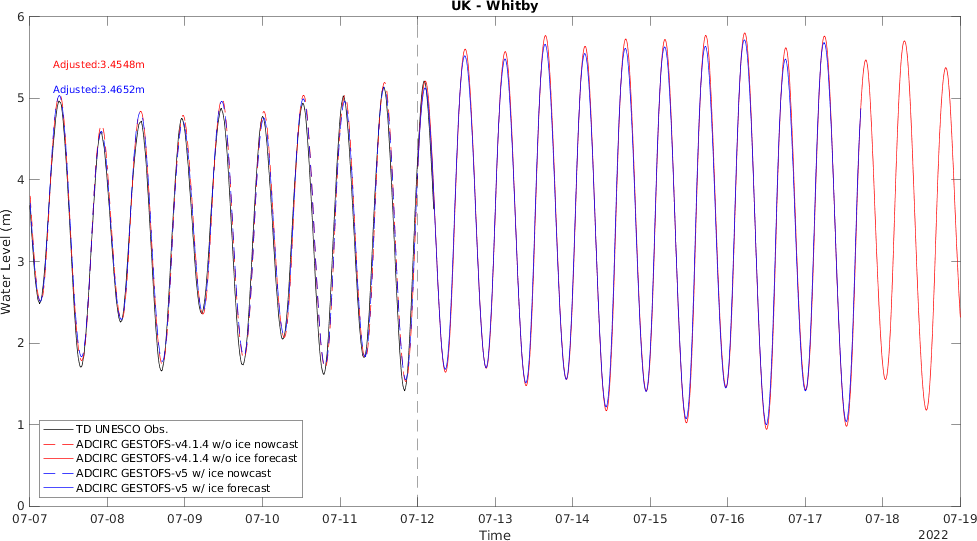 UK - Whitby
6
5
4
3
2
1
0
Water Level (m)
Adjusted:3.4548m
Adjusted:3.4652m
TD UNESCO Obs.
ADCIRC GESTOFS-v4.1.4 w/o ice nowcast
ADCIRC GESTOFS-v4.1.4 w/o ice forecast
ADCIRC GESTOFS-v5 w/ ice nowcast
ADCIRC GESTOFS-v5 w/ ice forecast
07-07 07-08 07-09 07-10 07-11 07-12 07-13 07-14 07-15 07-16 07-17 07-18 07-19
Time
2022